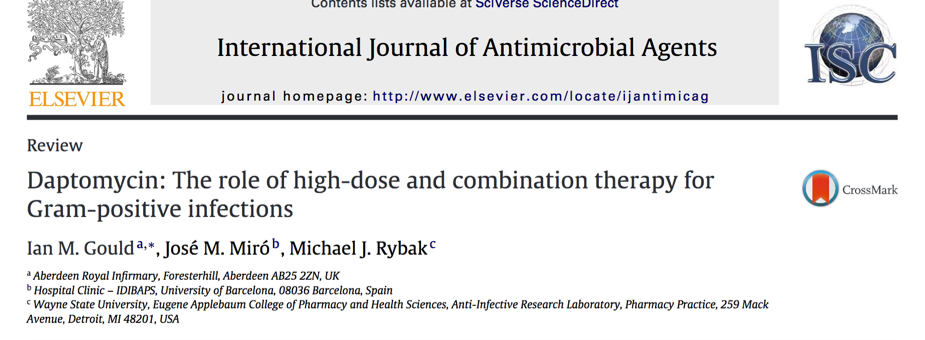 Contents lists available at SciVerse ScienceDirect
International Journal of Antimicrobial Agents
ELSEVIER
journal homepage: http://www.elsevier.com/locate/ijantimicag
ISC
Review
Daptomycin: The role of high-dose and combination therapy for
Gram-positive infections
CrossMark
Ian M. Gould a,*, José M. Miró b, Michael J. Rybak c
a Aberdeen Royal Infirmary, Foresterhill, Aberdeen AB25 2ZN, UK
b Hospital Clinic – IDIBAPS, University of Barcelona, 08036 Barcelona, Spain
c Wayne State University, Eugene Applebaum College of Pharmacy and Health Sciences, Anti-Infective Research Laboratory, Pharmacy Practice, 259 Mack
Avenue, Detroit, MI 48201, USA